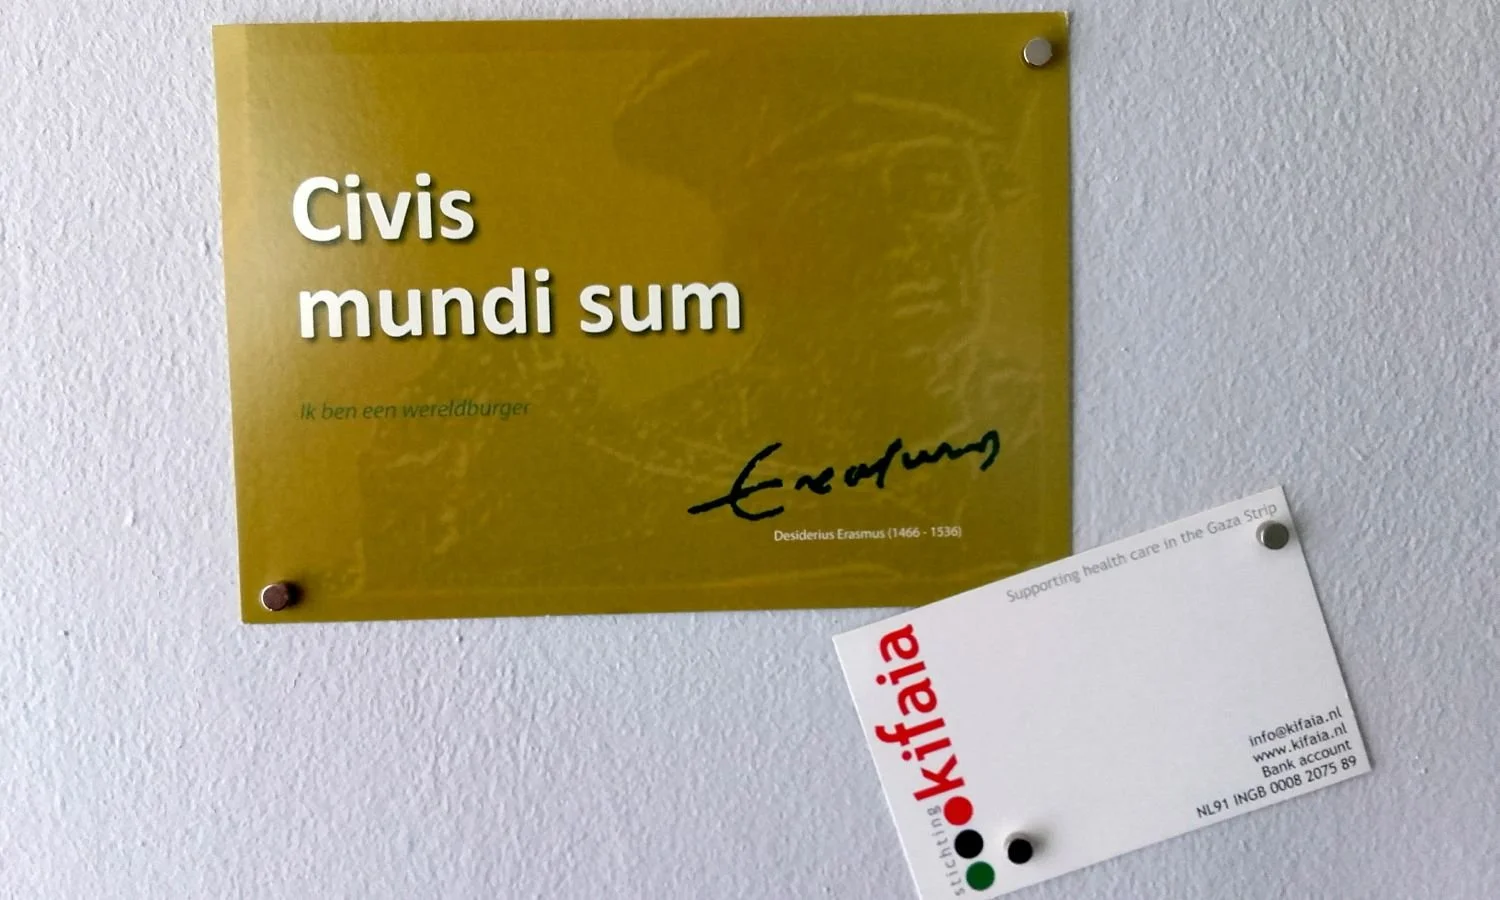 Civis
mundi sum
Ik ben een wereldburger
Erasmus
Desiderius Erasmus (1466 - 1536)
Supporting health care in the Gaza Strip
stichting kifaia
info@kifaia.nl
www.kifaia.nl
Bank account
NL91 INGB 0008 2075 89